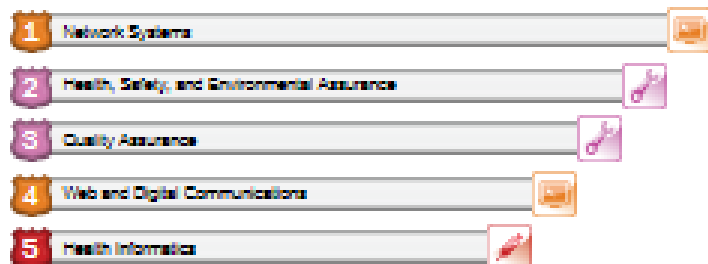 1 Network Systems
2 Health, Safety, and Environmental Assurance
3 Quality Assurance
4 Web and Digital Communications
5 Health Informatics